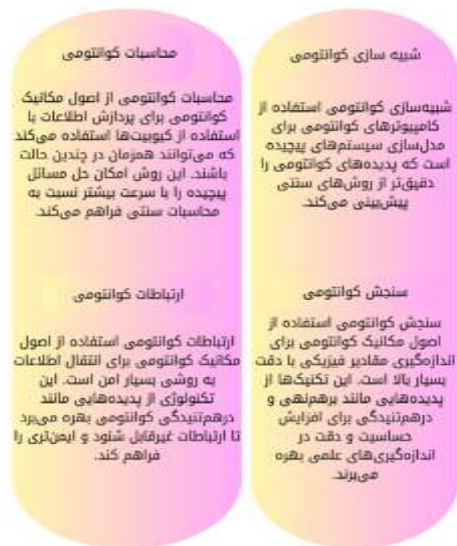 شبیه سازی کوانتومی
شبیه‌سازی کوانتومی استفاده از
کامپیوترهای کوانتومی برای
مدل‌سازی سیستم‌های پیچیده
است که پدیده‌های کوانتومی را
دقیق‌تر از روش‌های سنتی
پیش‌بینی می‌کند.
محاسبات کوانتومی
محاسبات کوانتومی از اصول مکانیک
کوانتومی برای پردازش اطلاعات با
استفاده از کیوبیت‌ها استفاده می‌کند
که می‌توانند همزمان در چندین حالت
باشند. این روش امکان حل مسائل
پیچیده را با سرعت بیشتر نسبت به
محاسبات سنتی فراهم می‌کند.
سنجش کوانتومی
سنجش کوانتومی استفاده از
اصول مکانیک کوانتومی برای
اندازه‌گیری مقادیر فیزیکی با دقت
بسیار بالا است. این تکنیک‌ها از
پدیده‌هایی مانند برهم‌نهی و
درهم‌تنیدگی برای افزایش
حساسیت و دقت در
اندازه‌گیری‌های علمی بهره
می‌برند.
ارتباطات کوانتومی
ارتباطات کوانتومی استفاده از اصول
مکانیک کوانتومی برای انتقال اطلاعات
به روشی بسیار امن است. این
تکنولوژی از پدیده‌هایی مانند
درهم‌تنیدگی کوانتومی بهره می‌برد
تا ارتباطات غیرقابل شنود و ایمن‌تری را
فراهم کند.